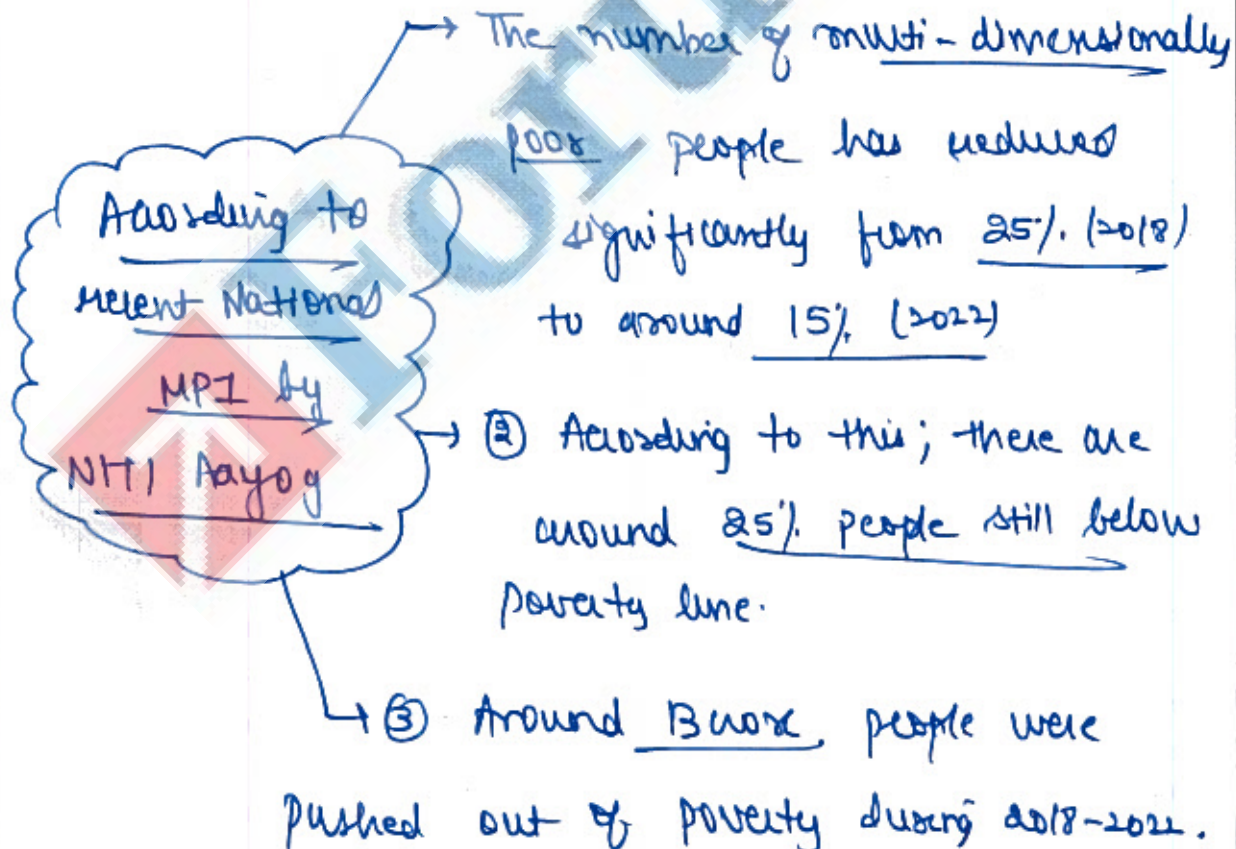 According to
recent National
MPI by
NITI Aayog
→ The number of multi-dimensionally
poor people has reduced
significantly from 25%. (2018)
to around 15%. (2022)
→ ② According to this; there are
around 25%. people still below
poverty line.
→ ③ Around 13 crore people were
pushed out of poverty during 2018-2022.
Foru